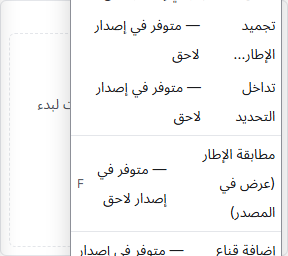 تجميد — متوفر في إصدار
الإطار... لاحق
تداخل — متوفر في إصدار
التحديد لاحق
ت لبدء
مطابقة الإطار
(عرض في — متوفر في
المصدر) إصدار لاحق F
إضافة قناع — متوفر في إصدار